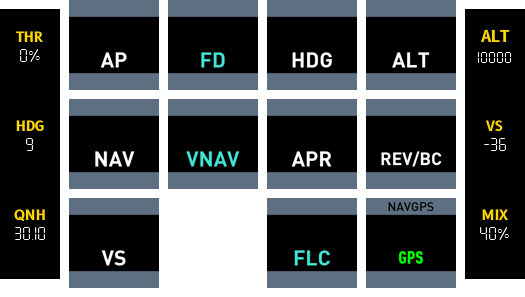 THR
0%
HDG
9
QNH
30.10
AP
FD
HDG
ALT
NAV
VNAV
APR
REV/BC
VS
FLC
NAVGPS
GPS
ALT
10000
VS
-36
MIX
40%